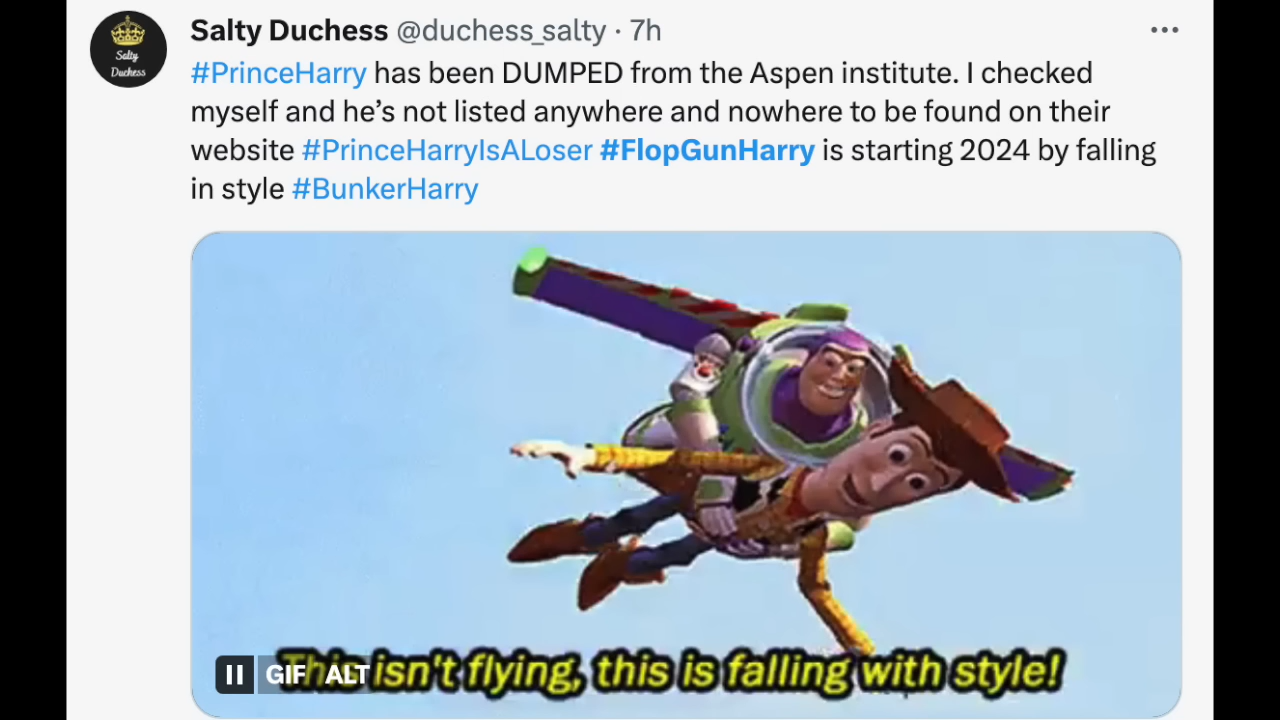 Salty Duchess @duchess_salty · 7h
Salty
Duchess
#PrinceHarry has been DUMPED from the Aspen institute. I checked
myself and he’s not listed anywhere and nowhere to be found on their
website #PrinceHarryIsALoser #FlopGunHarry is starting 2024 by falling
in style #BunkerHarry
GIF ALT
This isn't flying, this is falling with style!